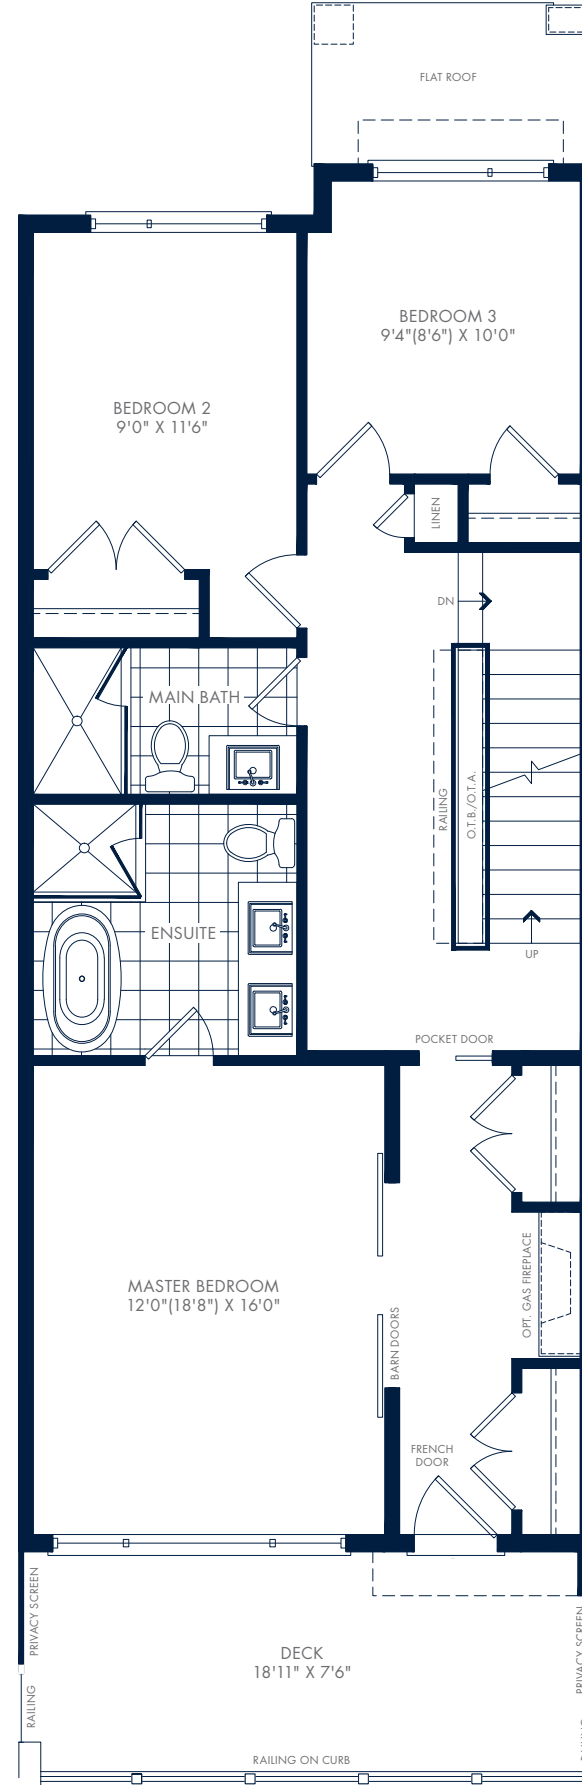 FLAT ROOF
BEDROOM 3
9'4"(8'6") X 10'0"
BEDROOM 2
9'0" X 11'6"
LINEN
DN
MAIN BATH
RAILING
O.T.B./O.T.A.
ENSUITE
UP
POCKET DOOR
OPT. GAS FIREPLACE
MASTER BEDROOM
12'0"(18'8") X 16'0"
BARN DOORS
FRENCH
DOOR
PRIVACY SCREEN
PRIVACY SCREEN
DECK
18'11" X 7'6"
RAILING
RAILING ON CURB